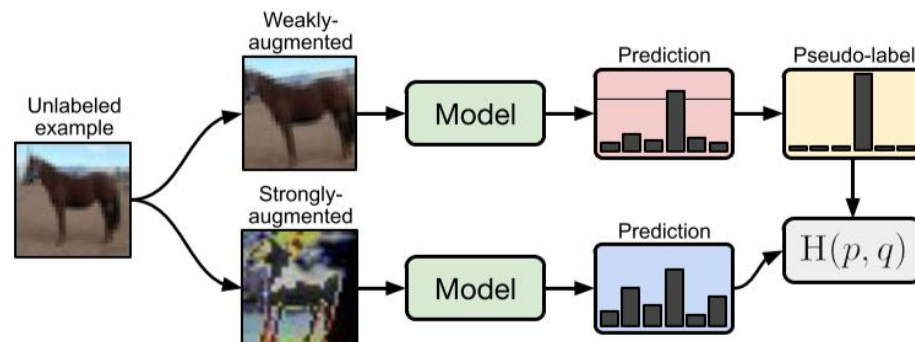 Weakly-
augmented
Prediction
Pseudo-label
Unlabeled
example
Model
Strongly-
augmented
Prediction
Model
H(p, q)